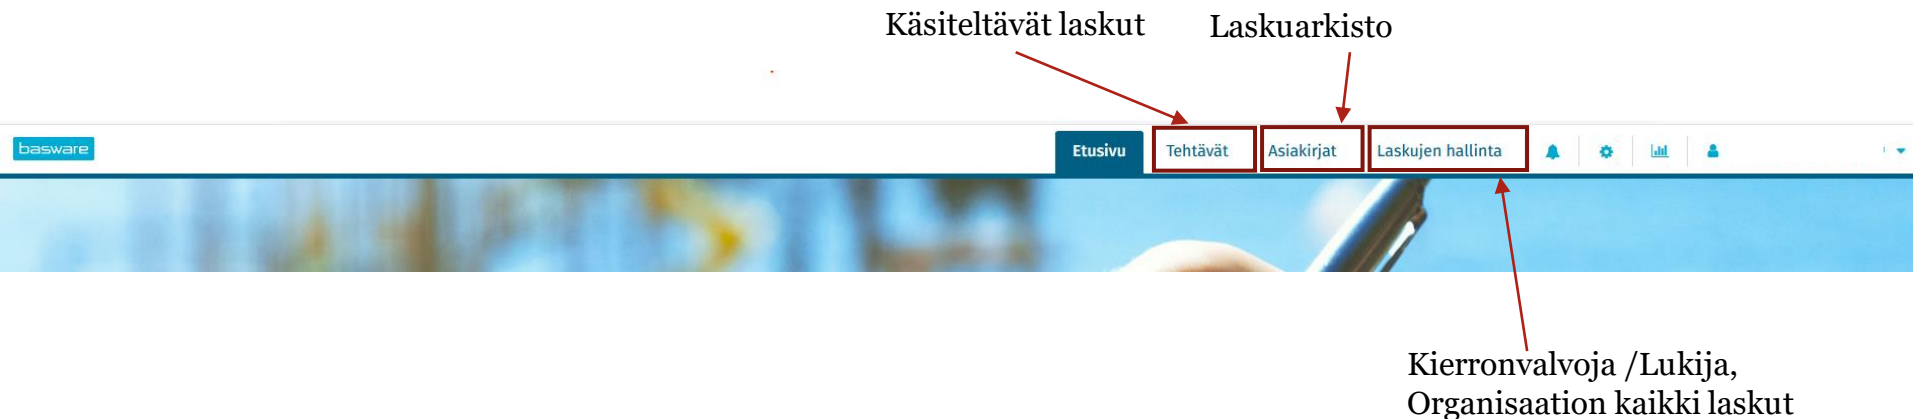 Käsiteltävät laskut
Laskuarkisto
basware
Etusivu
Tehtävät
Asiakirjat
Laskujen hallinta
Kierronvalvoja /Lukija,
Organisaation kaikki laskut